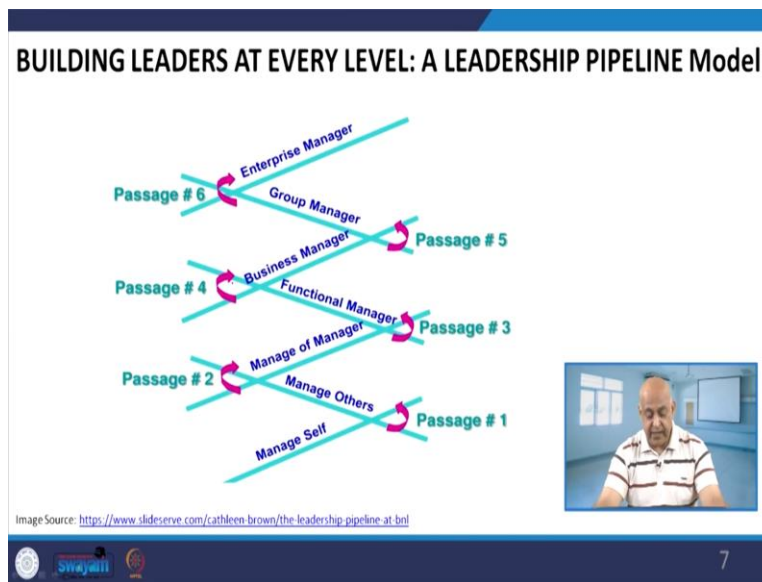 BUILDING LEADERS AT EVERY LEVEL: A LEADERSHIP PIPELINE Model
Enterprise Manager
Passage # 6
Group Manager
Passage # 5
Business Manager
Passage # 4
Functional Manager
Passage # 3
Manage of Manager
Passage # 2
Manage Others
Passage # 1
Manage Self
Image Source: https://www.slideserve.com/cathleen-brown/the-leadership-pipeline-at-bnl
swayam
7